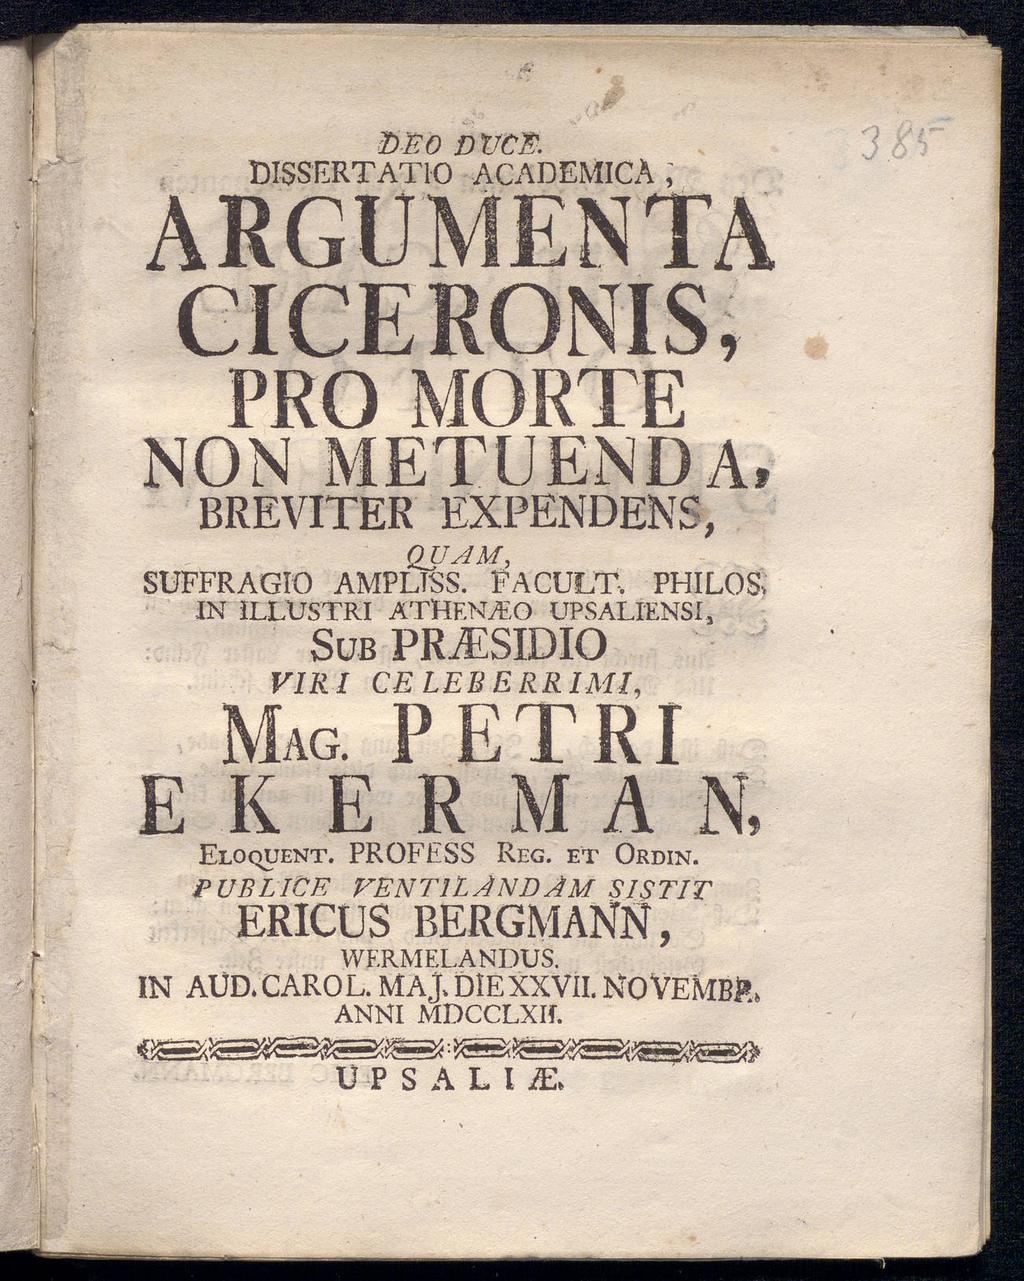 385
DEO DUCE.
DISSERTATIO ACADEMICA,
ARGUMENTA
CICERONIS,
PRO MORTE
NON METUENDA,
BREVITER EXPENDENS,
QUAM,
SUFFRAGIO AMPLISS. FACULT. PHILOS.
IN ILLUSTRI ATHENÆO UPSALIENSI,
SUB PRÆSIDIO
VIRI CELEBERRIMI,
MAG. PETRI
EKERMAN,
ELOQUENT. PROFESS REG. ET ORDIN.
PUBLICE VENTILANDAM SISTIT
ERICUS BERGMANN,
WERMELANDUS.
IN AUD. CAROL. MAJ. DIE XXVII. NOVEMBR.
ANNI MDCCLXII.
UPSALIÆ.